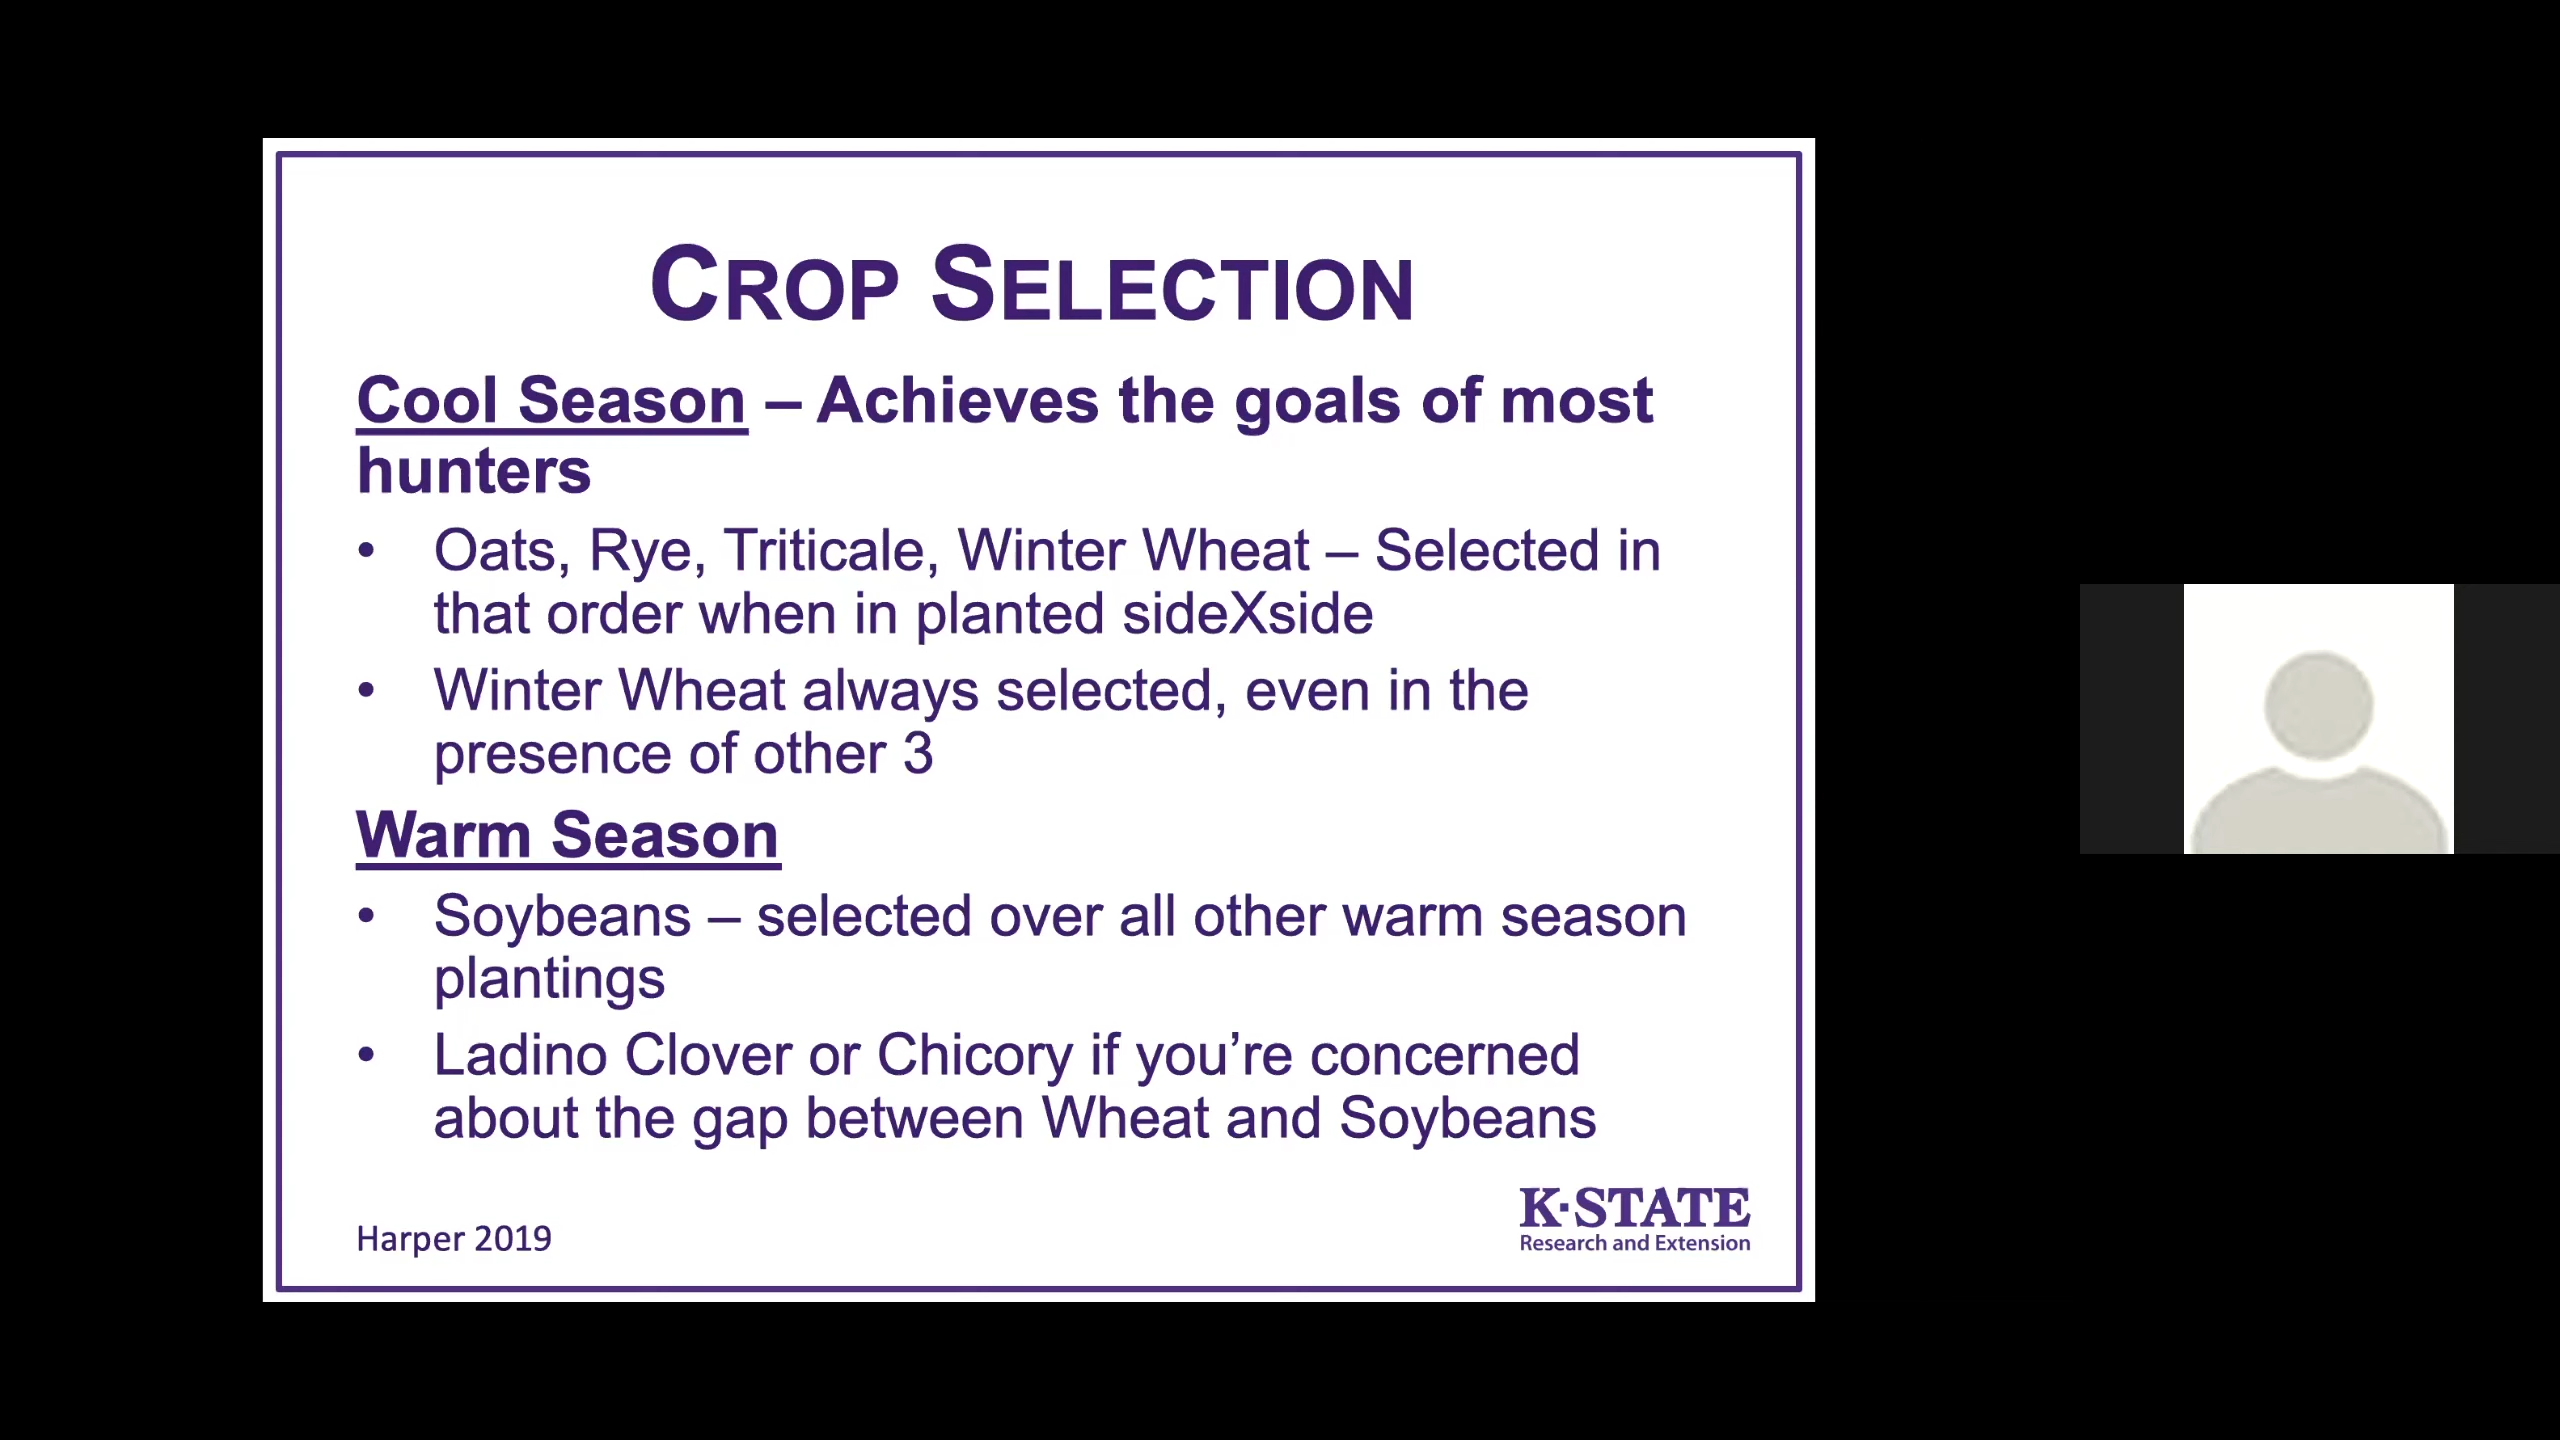 CROP SELECTION
Cool Season – Achieves the goals of most
hunters
• Oats, Rye, Triticale, Winter Wheat – Selected in
that order when in planted sideXside
• Winter Wheat always selected, even in the
presence of other 3
Warm Season
• Soybeans – selected over all other warm season
plantings
• Ladino Clover or Chicory if you’re concerned
about the gap between Wheat and Soybeans
Harper 2019
K·STATE
Research and Extension